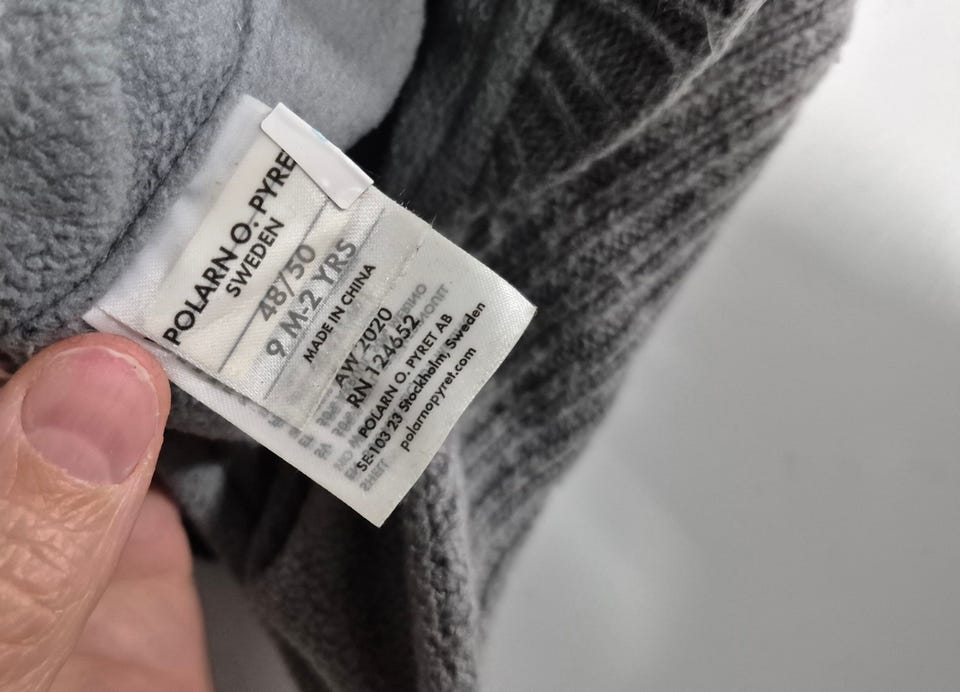 POLARN O. PYRE
SWEDEN
48/50
9 M-2 YRS
MADE IN CHINA
AW 2020
RN 124652
POLARN O. PYRET AB
SE-103 23 Stockholm, Sweden
polarnopyret.com